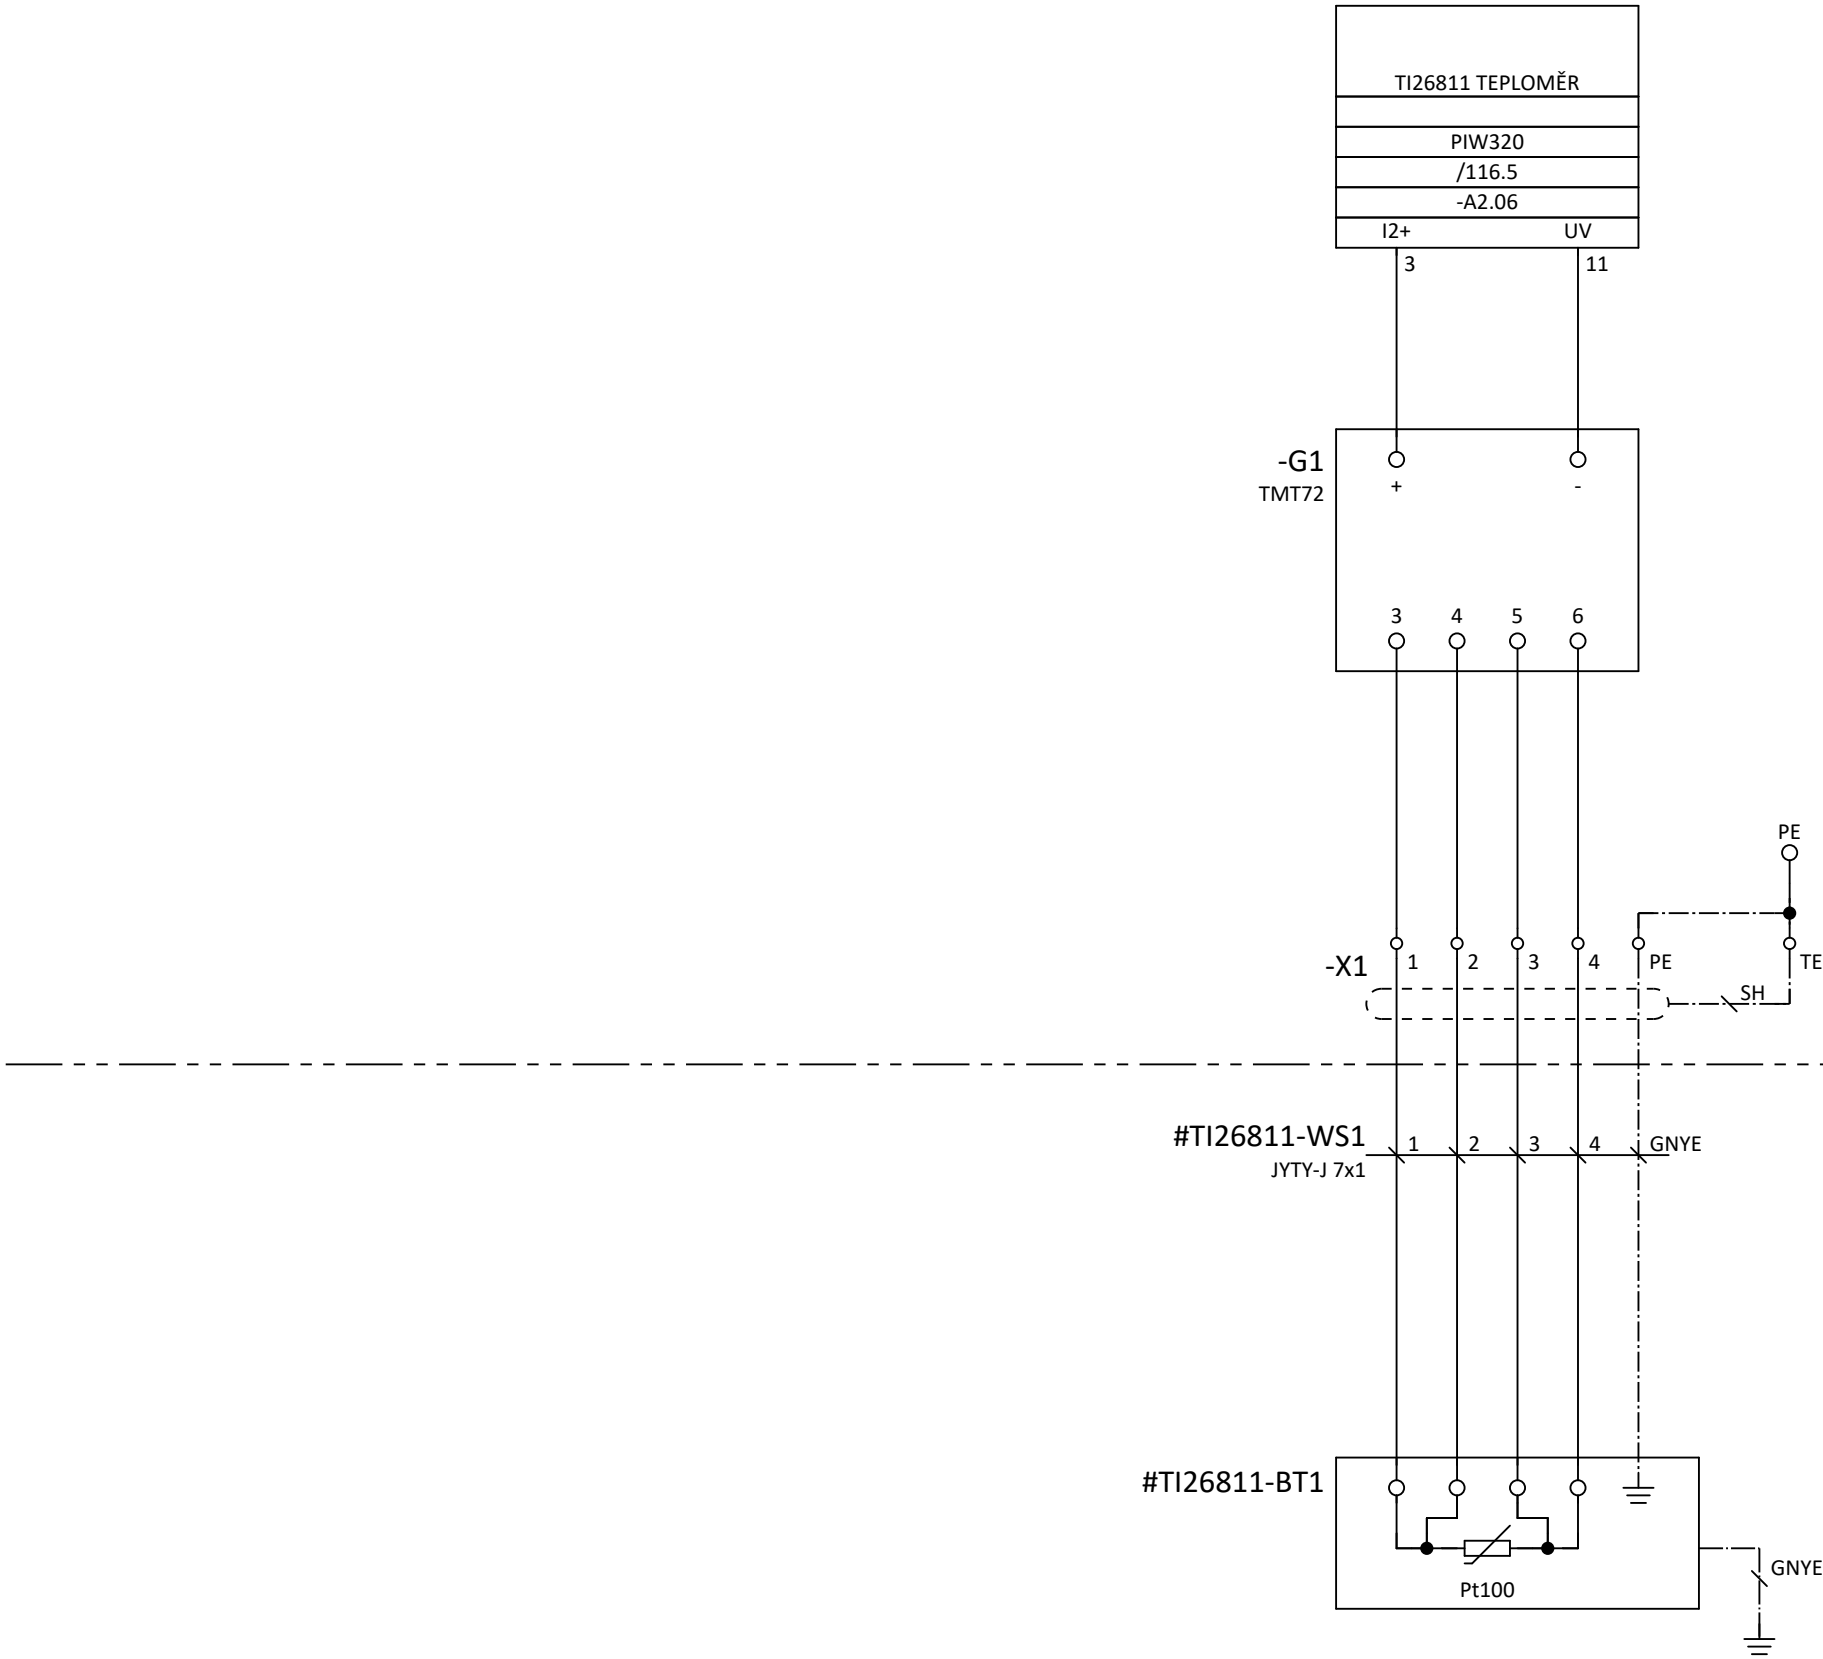 TI26811 TEPLOMĚR
PIW320
/116.5
-A2.06
I2+ UV
3 11
-G1
TMT72
+ -
3 4 5 6
PE
-X1 1 2 3 4 PE TE
SH
#TI26811-WS1 1 2 3 4 GNYE
JYTY-J 7x1
#TI26811-BT1
Pt100
GNYE